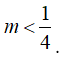 m < 1/4 .